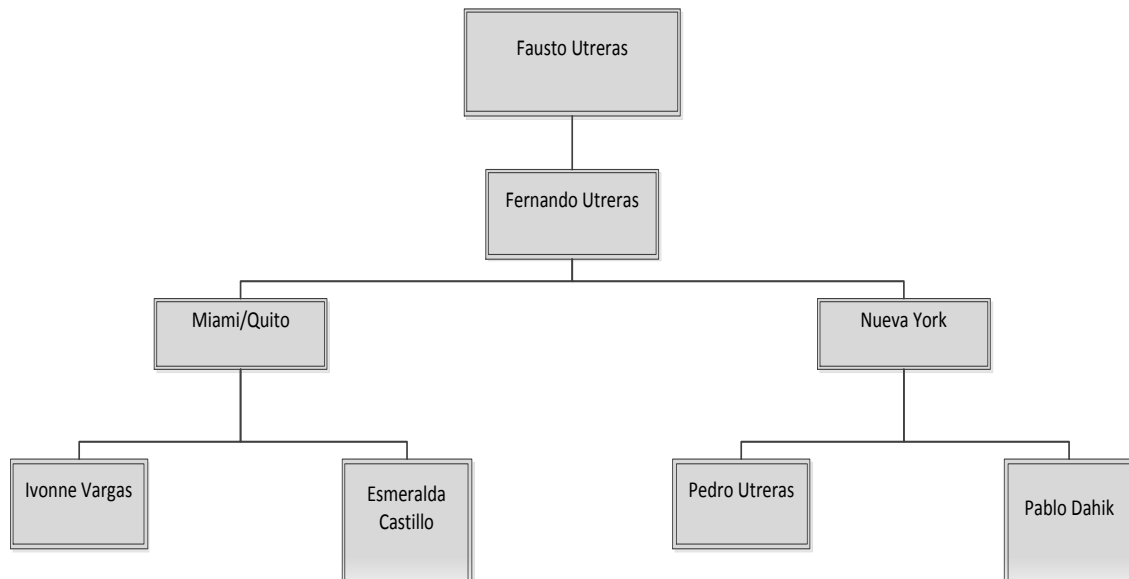 Fausto Utreras
Fernando Utreras
Miami/Quito
Nueva York
Ivonne Vargas
Esmeralda
Castillo
Pedro Utreras
Pablo Dahik